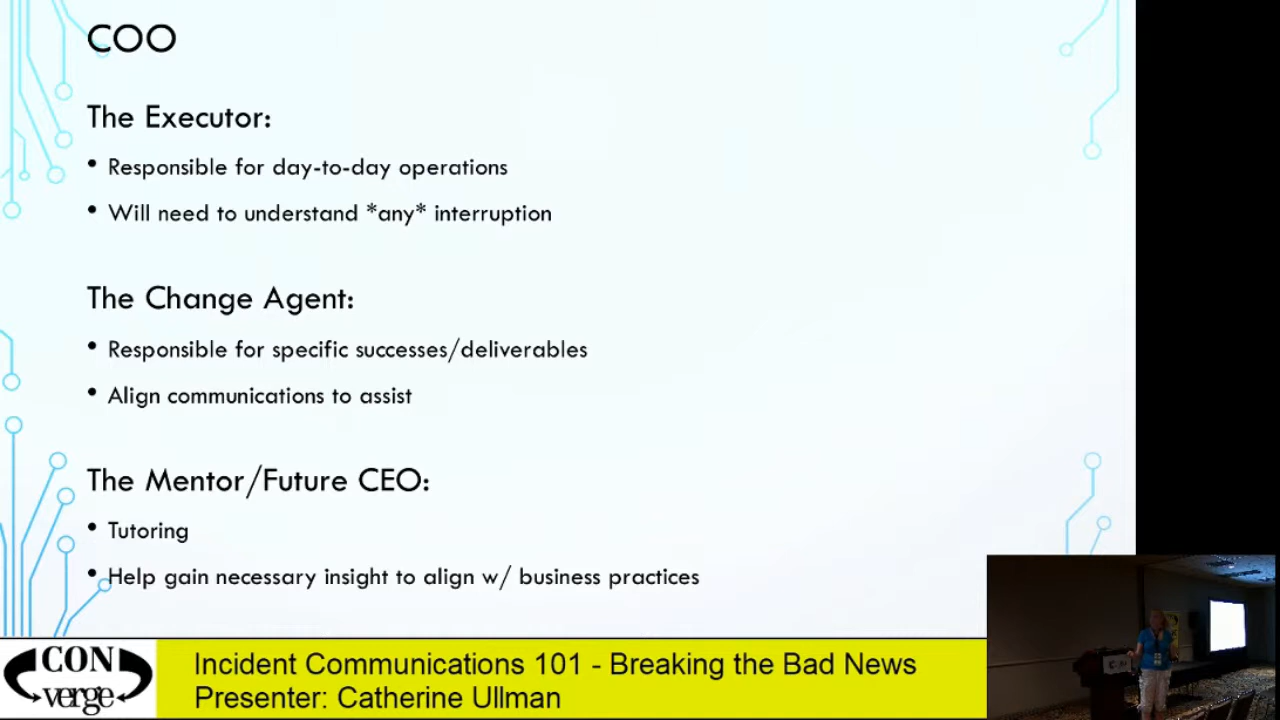 COO
The Executor:
• Responsible for day-to-day operations
• Will need to understand *any* interruption
The Change Agent:
• Responsible for specific successes/deliverables
• Align communications to assist
The Mentor/Future CEO:
• Tutoring
• Help gain necessary insight to align w/ business practices
CON
verge
Incident Communications 101 - Breaking the Bad News
Presenter: Catherine Ullman